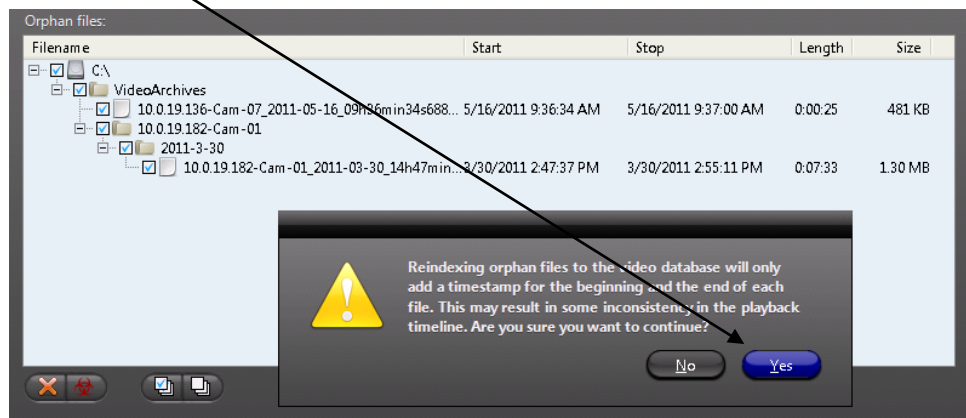 Orphan files:
Filename Start Stop Length Size
C:\
VideoArchives
10.0.19.136-Cam-07_2011-05-16_09h36min34s688... 5/16/2011 9:36:34 AM 5/16/2011 9:37:00 AM 0:00:25 481 KB
10.0.19.182-Cam-01
2011-3-30
10.0.19.182-Cam-01_2011-03-30_14h47min... 3/30/2011 2:47:37 PM 3/30/2011 2:55:11 PM 0:07:33 1.30 MB
Reindexing orphan files to the video database will only
add a timestamp for the beginning and the end of each
file. This may result in some inconsistency in the playback
timeline. Are you sure you want to continue?
No Yes